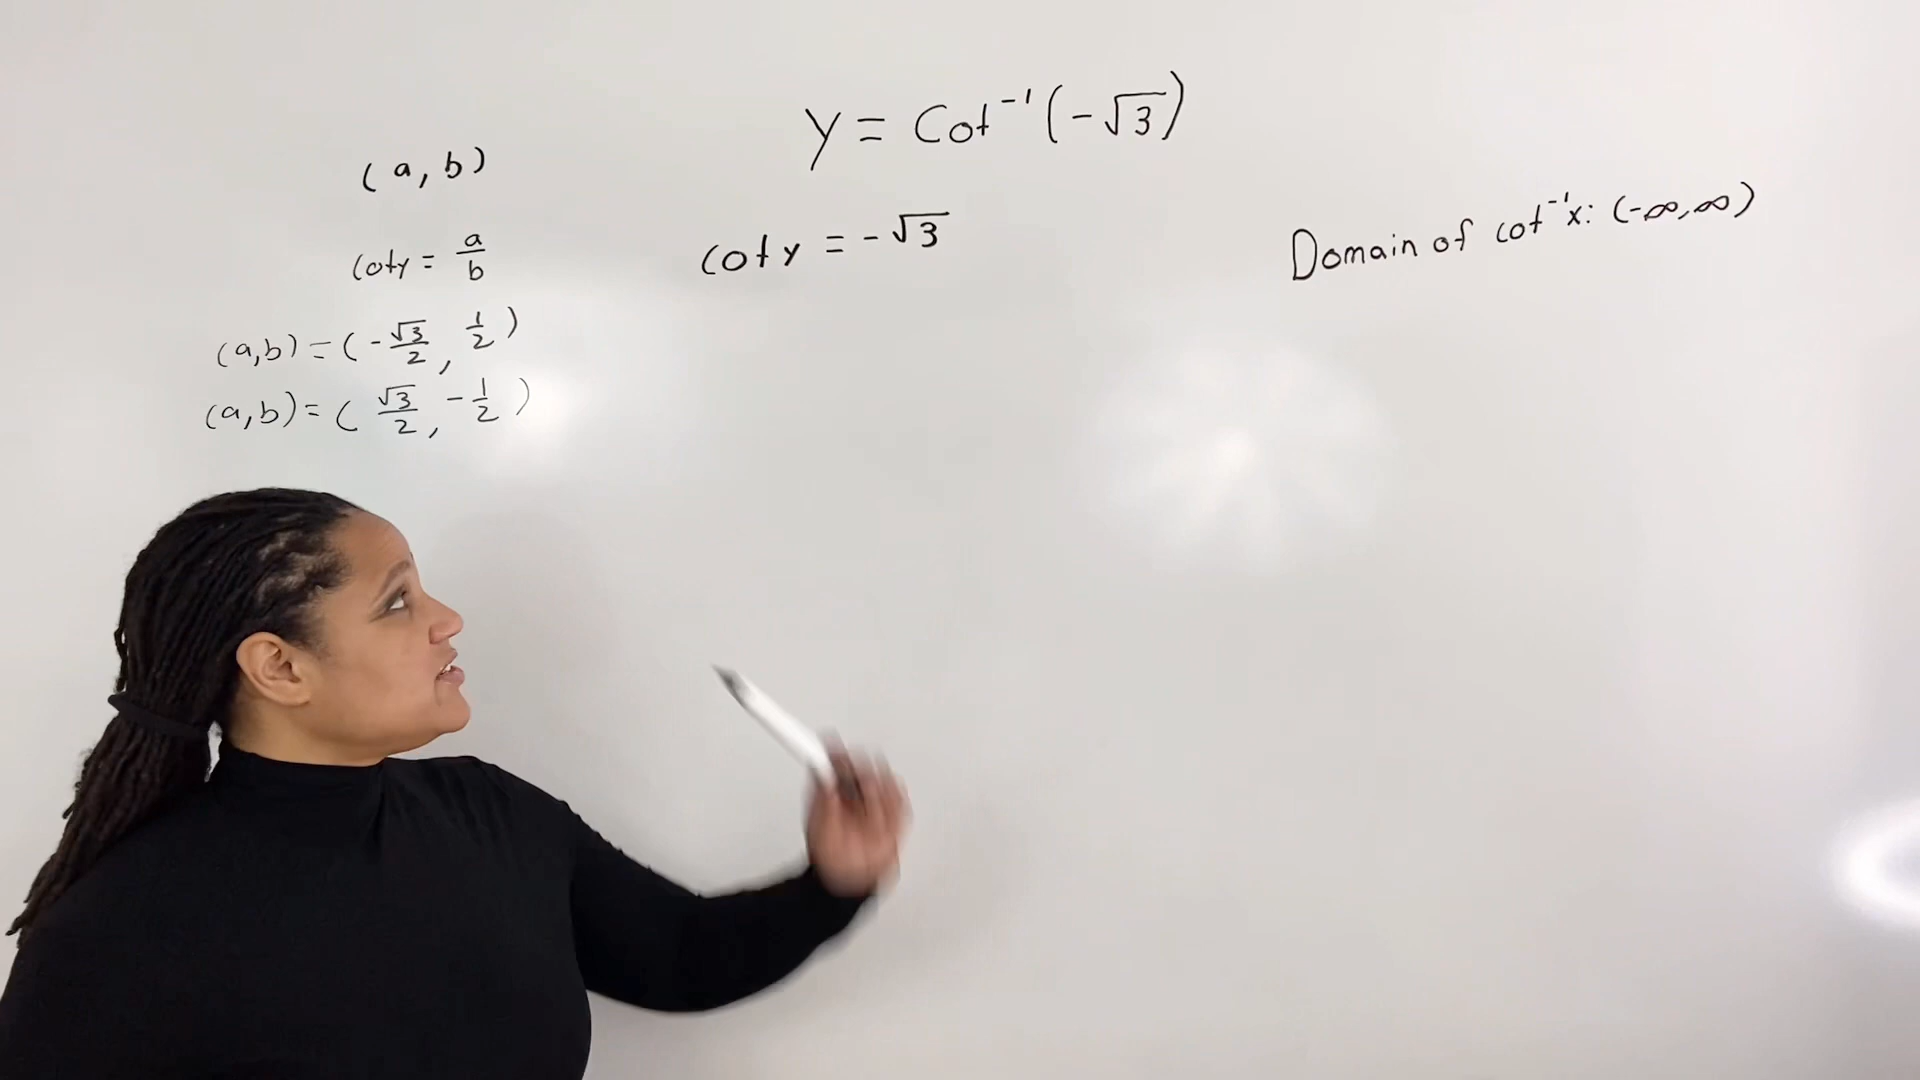 y = Cot⁻¹(-√3)
(a, b)
cot y = a/b
(a,b) = (-√3/2, 1/2)
(a,b) = (√3/2, -1/2)
cot y = -√3
Domain of cot⁻¹x: (-∞,∞)